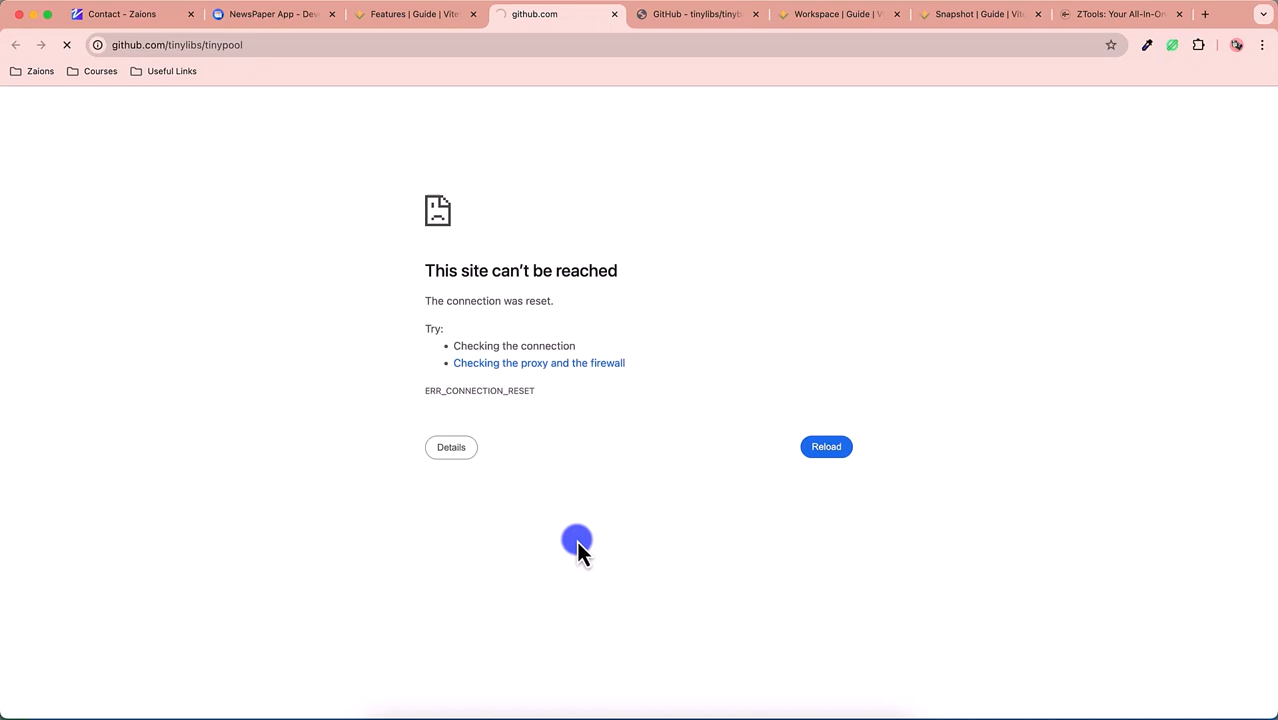 Contact - Zaions
NewsPaper App - Dev
Features | Guide | Vite
github.com
GitHub - tinylibs/tiny
Workspace | Guide | V
Snapshot | Guide | Vit
ZTools: Your All-In-On
github.com/tinylibs/tinypool
Zaions Courses Useful Links
This site can't be reached
The connection was reset.
Try:
• Checking the connection
• Checking the proxy and the firewall
ERR_CONNECTION_RESET
Details Reload